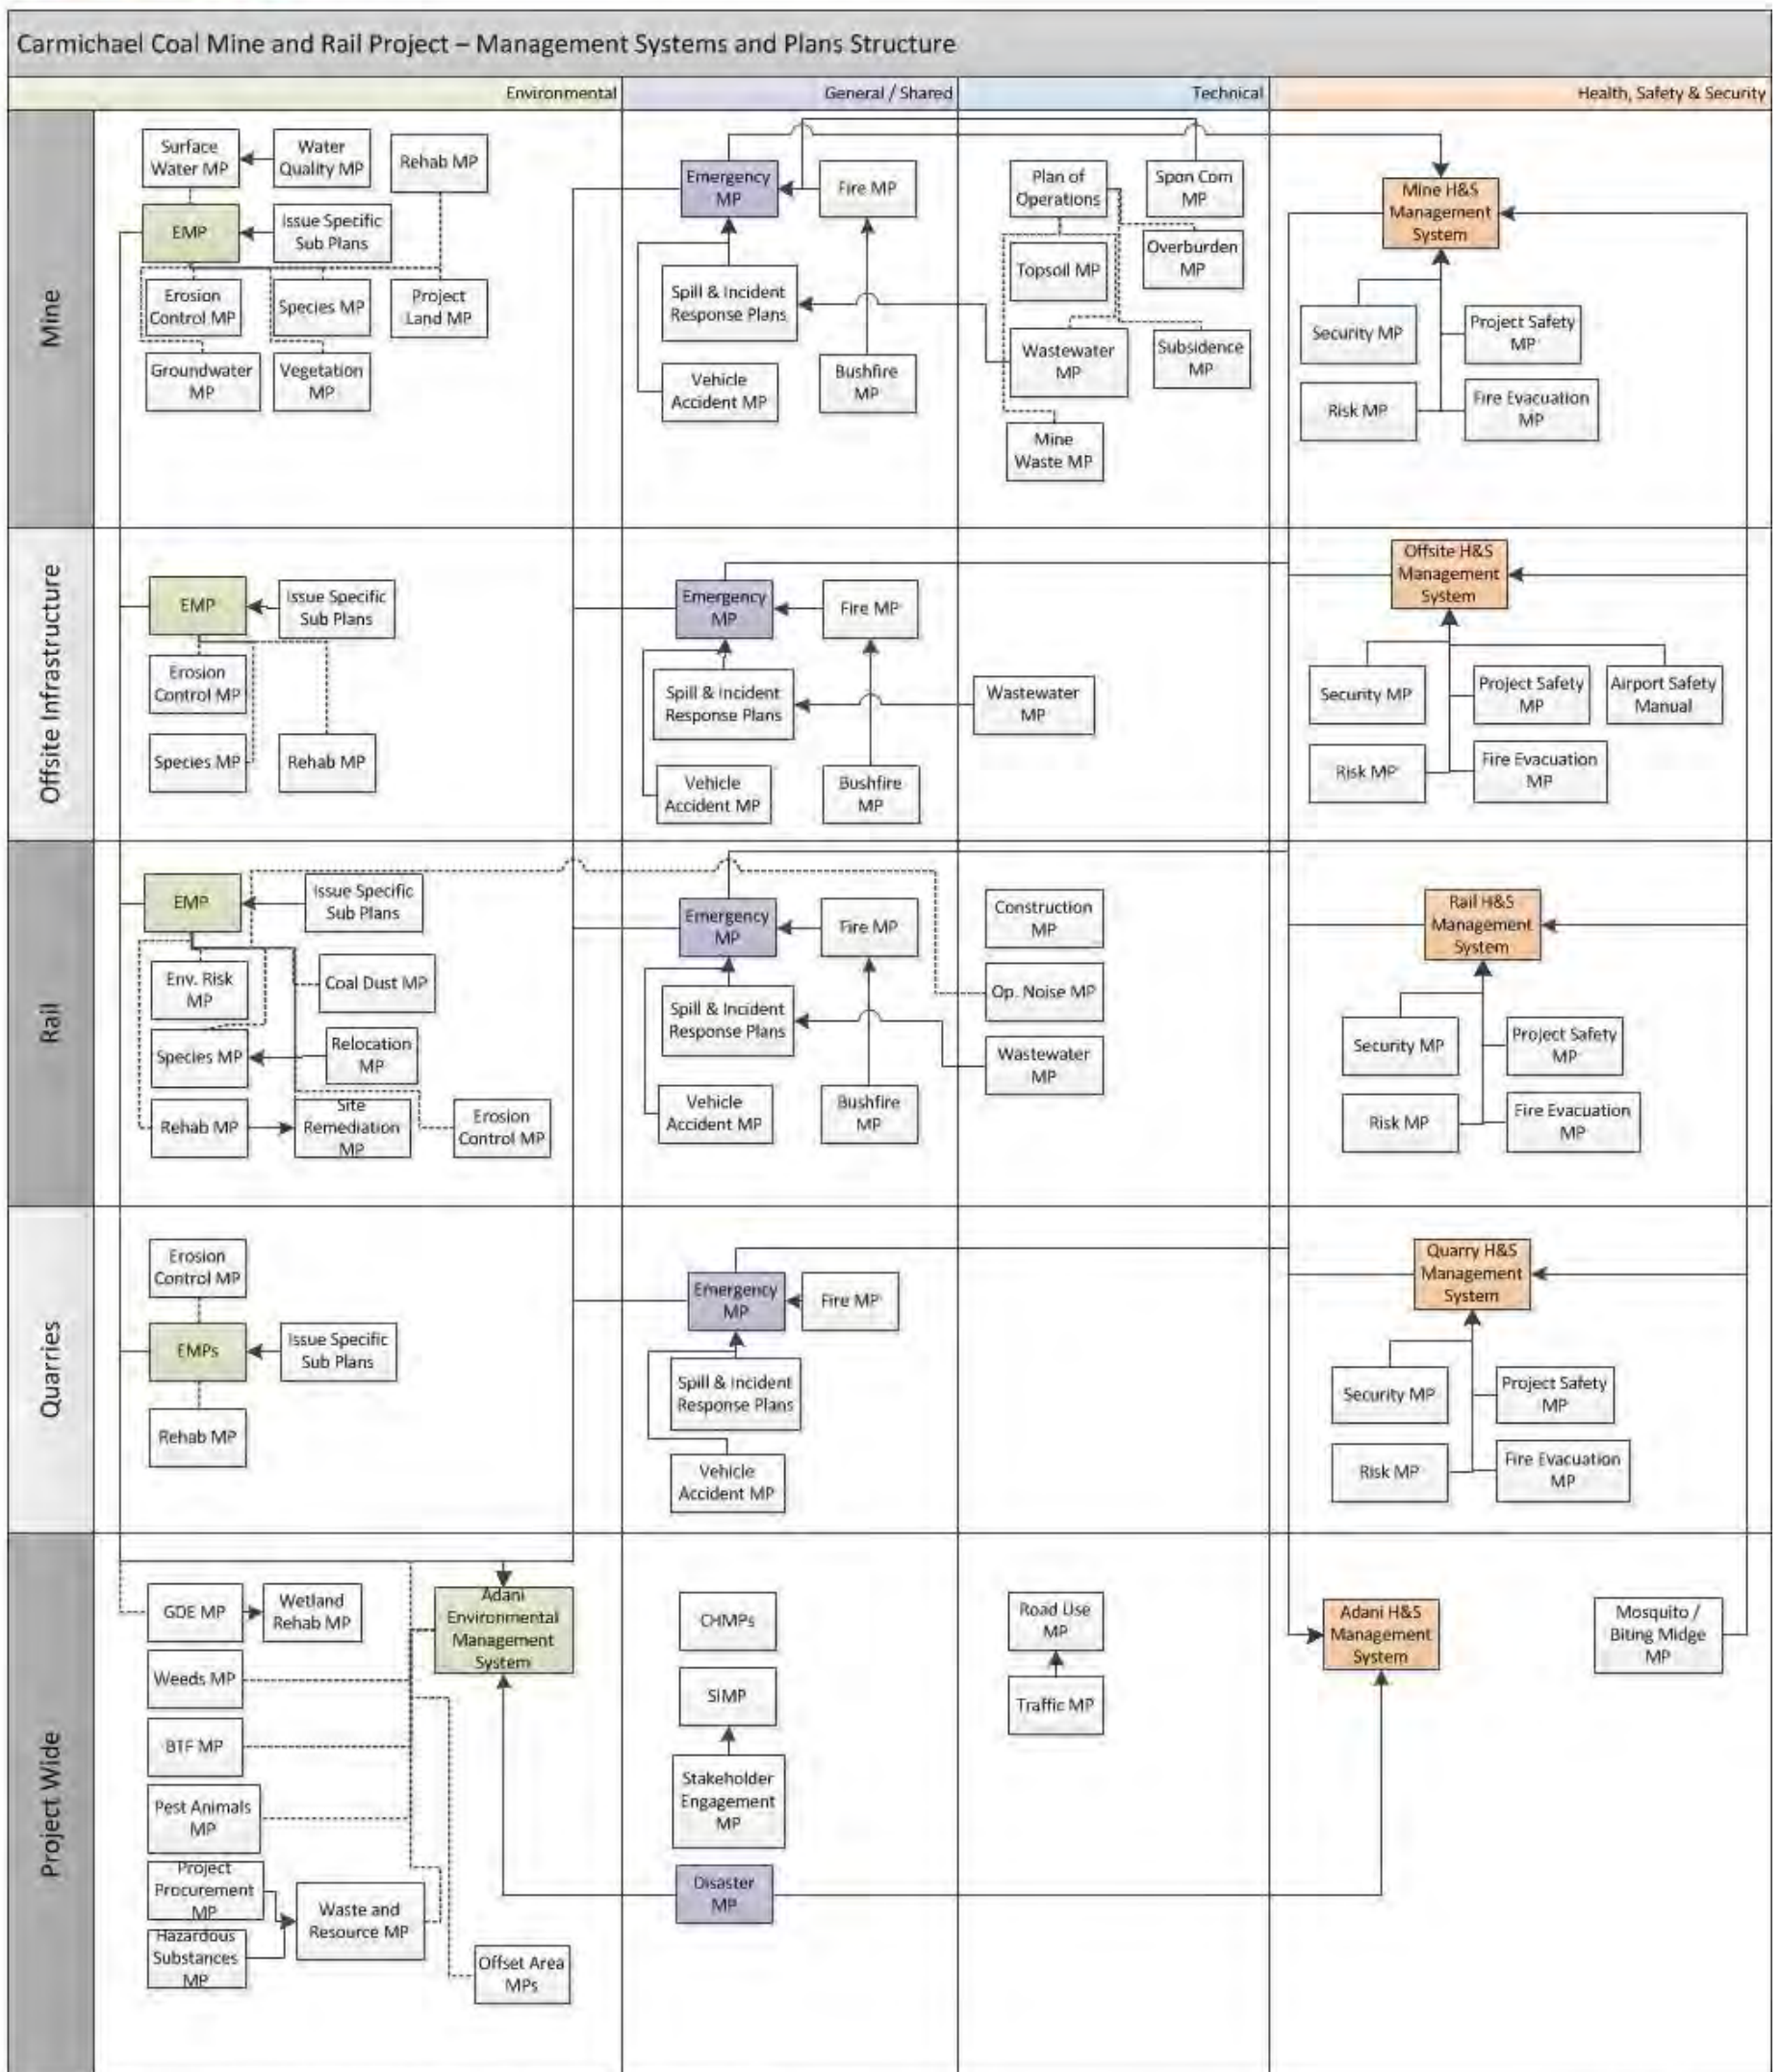 Carmichael Coal Mine and Rail Project – Management Systems and Plans Structure
Environmental
General / Shared
Technical
Health, Safety & Security
Mine
Surface
Water MP
Water
Quality MP
Rehab MP
EMP
Issue Specific
Sub Plans
Erosion
Control MP
Species MP
Project
Land MP
Groundwater
MP
Vegetation
MP
Emergency
MP
Fire MP
Spill & Incident
Response Plans
Vehicle
Accident MP
Bushfire
MP
Plan of
Operations
Spon Com
MP
Topsoil MP
Overburden
MP
Wastewater
MP
Subsidence
MP
Mine
Waste MP
Mine H&S
Management
System
Security MP
Project Safety
MP
Risk MP
Fire Evacuation
MP
Offsite Infrastructure
EMP
Issue Specific
Sub Plans
Erosion
Control MP
Species MP
Rehab MP
Emergency
MP
Fire MP
Spill & Incident
Response Plans
Vehicle
Accident MP
Bushfire
MP
Wastewater
MP
Offsite H&S
Management
System
Security MP
Project Safety
MP
Airport Safety
Manual
Risk MP
Fire Evacuation
MP
Rail
EMP
Issue Specific
Sub Plans
Env. Risk
MP
Coal Dust MP
Species MP
Relocation
MP
Rehab MP
Site
Remediation
MP
Erosion
Control MP
Emergency
MP
Fire MP
Spill & Incident
Response Plans
Vehicle
Accident MP
Bushfire
MP
Construction
MP
Op. Noise MP
Wastewater
MP
Rail H&S
Management
System
Security MP
Project Safety
MP
Risk MP
Fire Evacuation
MP
Quarries
Erosion
Control MP
EMPs
Issue Specific
Sub Plans
Rehab MP
Emergency
MP
Fire MP
Spill & Incident
Response Plans
Vehicle
Accident MP
Quarry H&S
Management
System
Security MP
Project Safety
MP
Risk MP
Fire Evacuation
MP
Project Wide
GDE MP
Wetland
Rehab MP
Adani
Environmental
Management
System
Weeds MP
BTF MP
Pest Animals
MP
Project
Procurement
MP
Hazardous
Substances
MP
Waste and
Resource MP
Offset Area
MPs
CHMPs
SIMP
Stakeholder
Engagement
MP
Disaster
MP
Road Use
MP
Traffic MP
Adani H&S
Management
System
Mosquito /
Biting Midge
MP